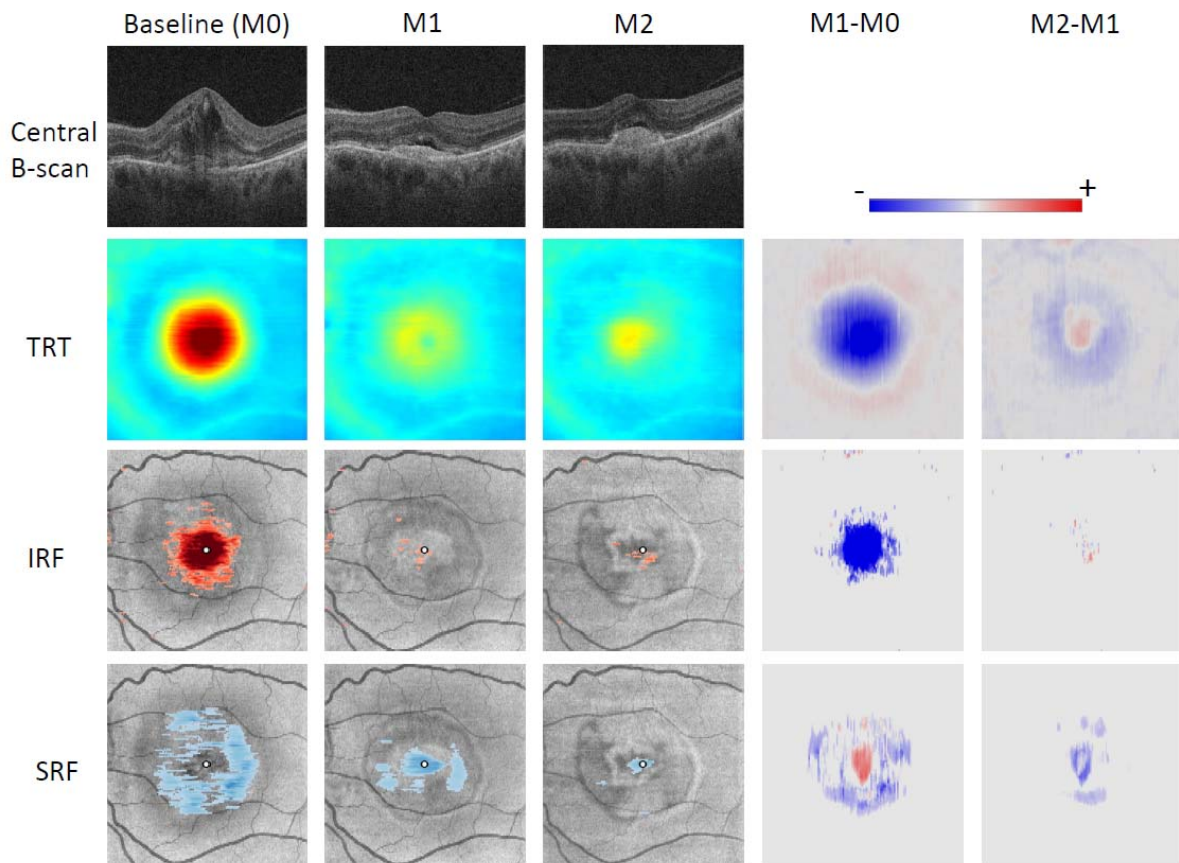 Baseline (M0) M1 M2 M1-M0 M2-M1
Central
B-scan
- +
TRT
IRF
SRF